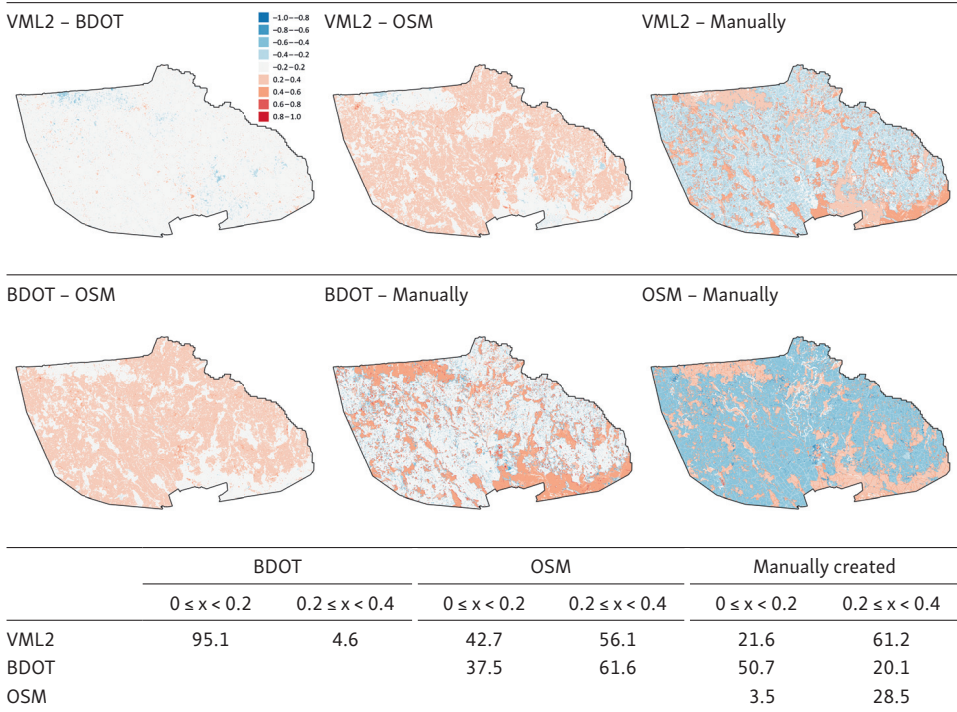 VML2 – BDOT
VML2 – OSM
VML2 – Manually
−1.0–−0.8
−0.8–−0.6
−0.6–−0.4
−0.4–−0.2
−0.2–0.2
0.2–0.4
0.4–0.6
0.6–0.8
0.8–1.0
BDOT – OSM
BDOT – Manually
OSM – Manually
BDOT OSM Manually created
0 ≤ x < 0.2 0.2 ≤ x < 0.4 0 ≤ x < 0.2 0.2 ≤ x < 0.4 0 ≤ x < 0.2 0.2 ≤ x < 0.4
VML2 95.1 4.6 42.7 56.1 21.6 61.2
BDOT 37.5 61.6 50.7 20.1
OSM 3.5 28.5